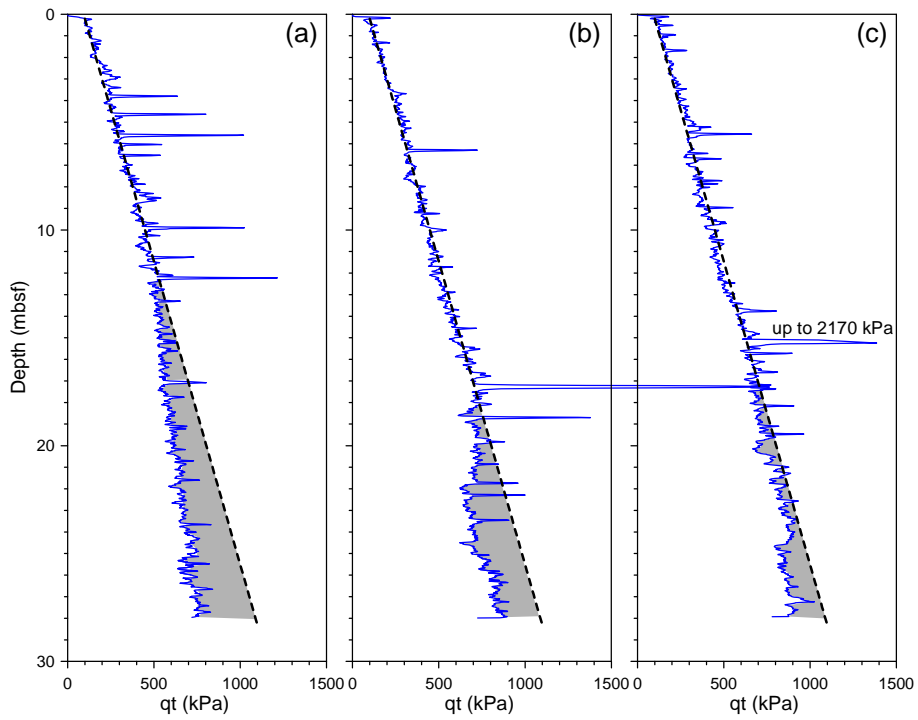 (a) (b) (c)
0
10
up to 2170 kPa
Depth (mbsf)
20
30
0 500 1000 1500 0 500 1000 1500 0 500 1000 1500
qt (kPa) qt (kPa) qt (kPa)